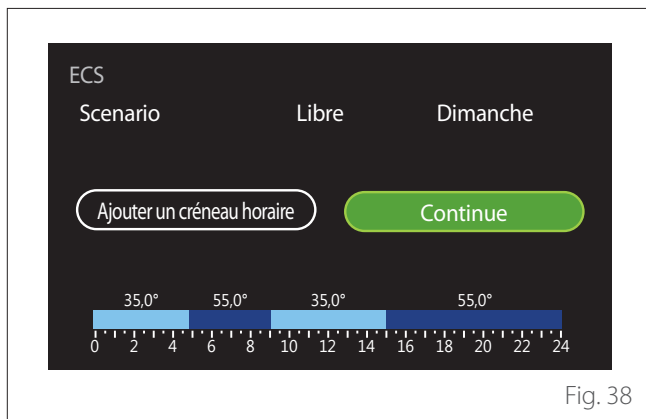 ECS
Scenario Libre Dimanche
Ajouter un créneau horaire Continue
35,0° 55,0° 35,0° 55,0°
0 2 4 6 8 10 12 14 16 18 20 22 24
Fig. 38